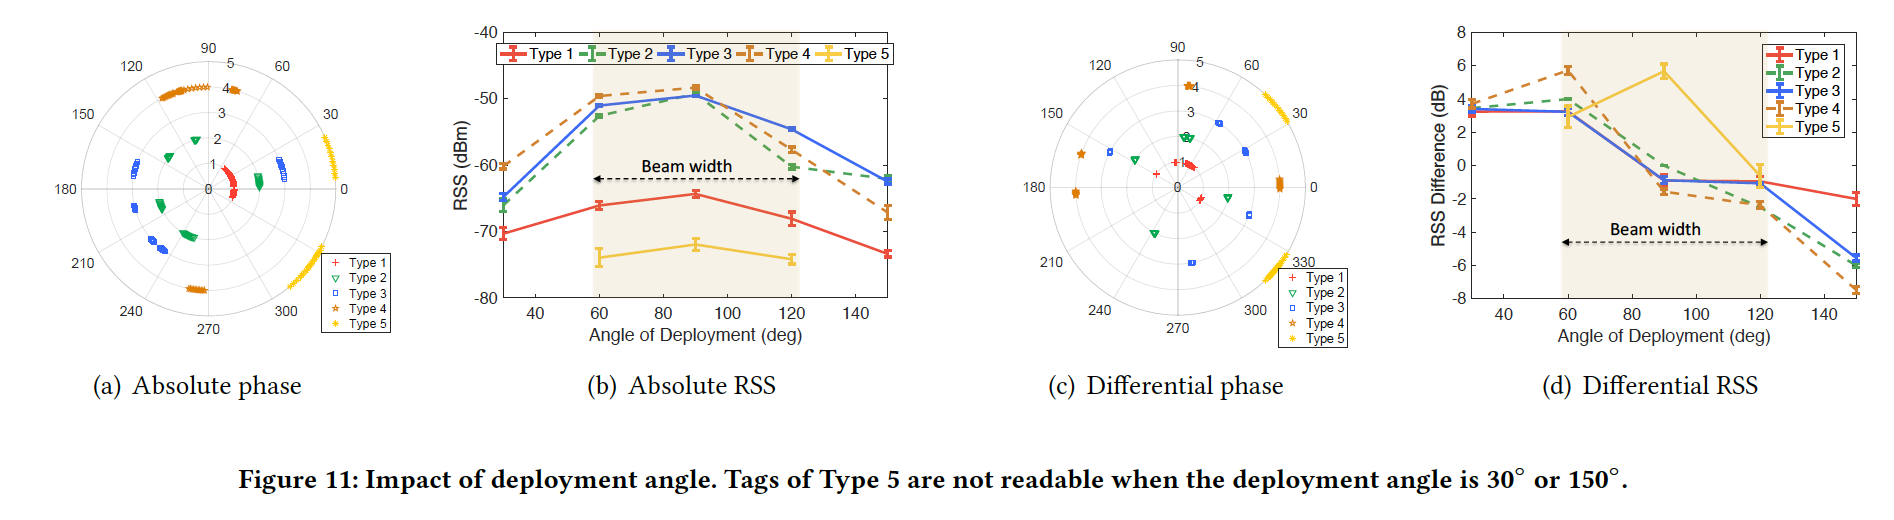 90
120
60
150
30
180
0
210
240
270
300
5
4
3
2
1
0
Type 1
Type 2
Type 3
Type 4
Type 5
(a) Absolute phase
-40
-50
-60
-70
-80
RSS (dBm)
Type 1 Type 2 Type 3 Type 4 Type 5
Beam width
40 60 80 100 120 140
Angle of Deployment (deg)
(b) Absolute RSS
90
120
60
150
30
180
0
210
330
240
300
270
5
4
3
2
1
0
Type 1
Type 2
Type 3
Type 4
Type 5
(c) Differential phase
8
6
4
2
0
-2
-4
-6
-8
RSS Difference (dB)
Type 1
Type 2
Type 3
Type 4
Type 5
Beam width
40 60 80 100 120 140
Angle of Deployment (deg)
(d) Differential RSS
Figure 11: Impact of deployment angle. Tags of Type 5 are not readable when the deployment angle is 30° or 150°.